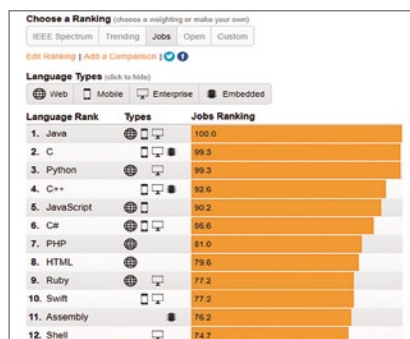 Choose a Ranking (choose a weighting or make your own)
IEEE Spectrum Trending Jobs Open Custom
Edit Ranking | Add a Comparison |
Language Types (click to hide)
Web Mobile Enterprise Embedded
Language Rank Types Jobs Ranking
1. Java 100.0
2. C 99.3
3. Python 99.3
4. C++ 92.6
5. JavaScript 90.2
6. C# 86.6
7. PHP 81.0
8. HTML 79.6
9. Ruby 77.2
10. Swift 77.2
11. Assembly 76.2
12. Shell 74.7